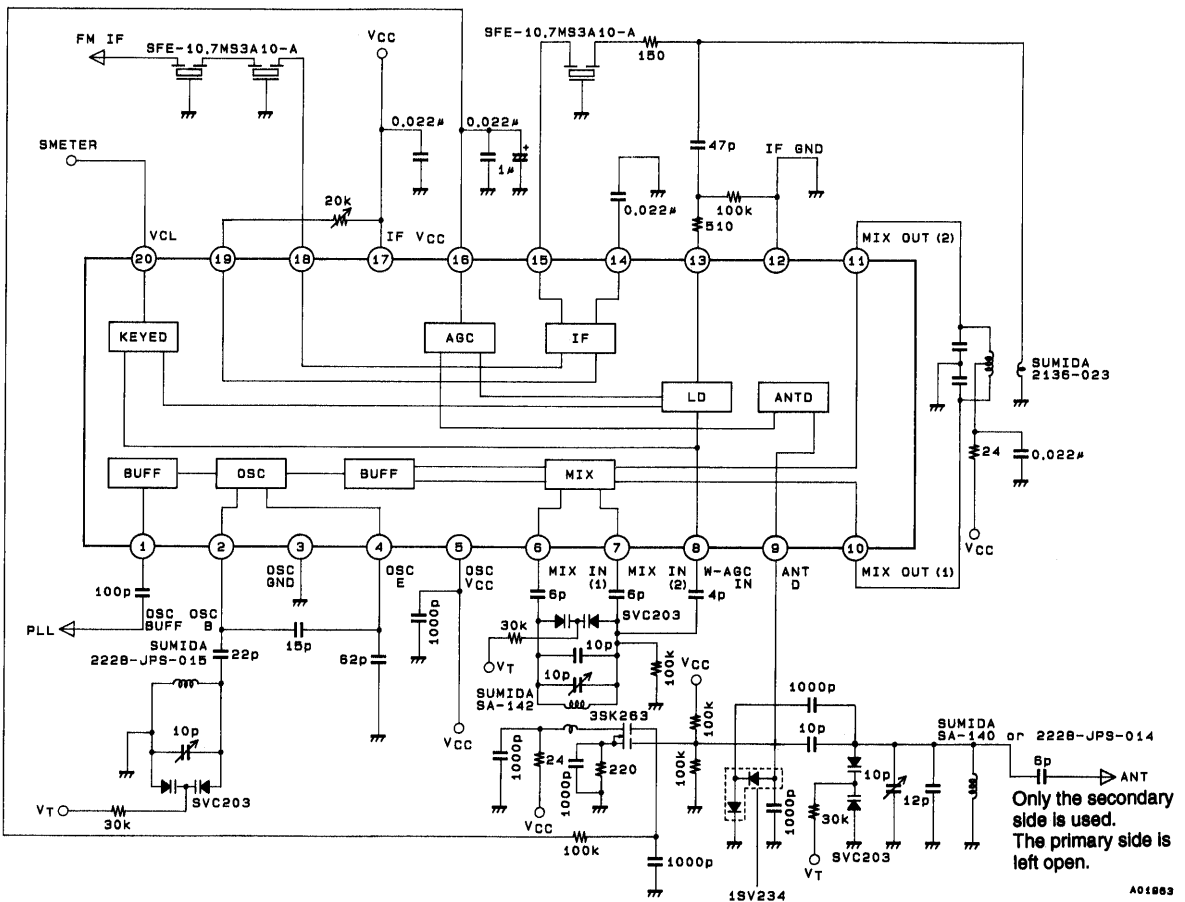 FM IF
SFE-10.7MS3A10-A
VCC
SFE-10.7MS3A10-A
150
SMETER
0.022µ
0.022µ
1µ
+
47p
IF GND
20k
0.022µ
100k
510
VCL
IF VCC
MIX OUT (2)
20
19
18
17
16
15
14
13
12
11
KEYED
AGC
IF
LD
ANTD
SUMIDA
2136-023
24
0.022µ
VCC
BUFF
OSC
BUFF
MIX
1
2
3
4
5
6
7
8
9
10
OSC BUFF
OSC B
OSC GND
OSC E
OSC VCC
MIX IN (1)
MIX IN (2)
W-AGC IN
ANT D
MIX OUT (1)
100p
PLL
SUMIDA
2228-JPS-015
22p
15p
62p
1000p
VCC
6p
6p
4p
30k
SVC203
VT
10p
10p
SUMIDA
SA-142
100k
VCC
100k
1000p
10p
SVC203
VT
30k
3SK263
1000p
24
VCC
1000p
220
100k
10p
SUMIDA
SA-140 or 2228-JPS-014
6p
ANT
1000p
10p
12p
30k
VT
SVC203
1SV234
100k
1000p
Only the secondary
side is used.
The primary side is
left open.
A01963